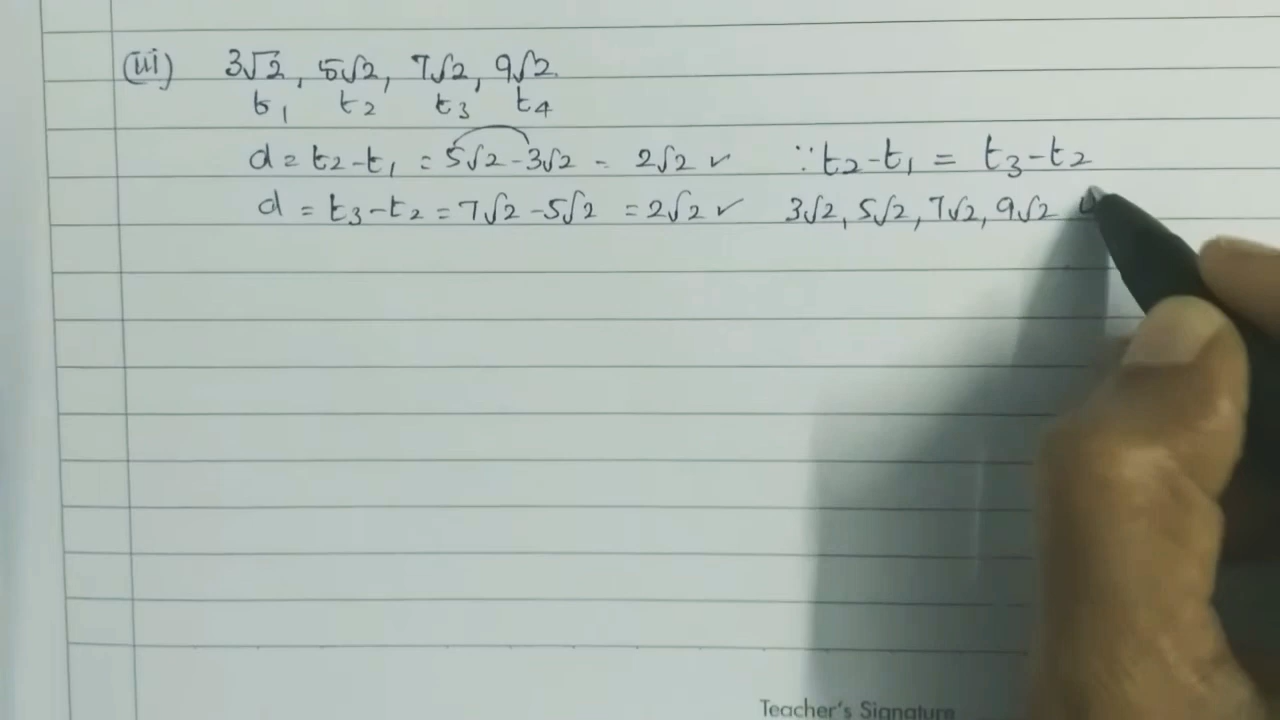 (iii) 3√2, 5√2, 7√2, 9√2.
t1 t2 t3 t4
d = t2 - t1 = 5√2 - 3√2 = 2√2 ✓ ∵ t2 - t1 = t3 - t2
d = t3 - t2 = 7√2 - 5√2 = 2√2 ✓ 3√2, 5√2, 7√2, 9√2
Teacher's Signature